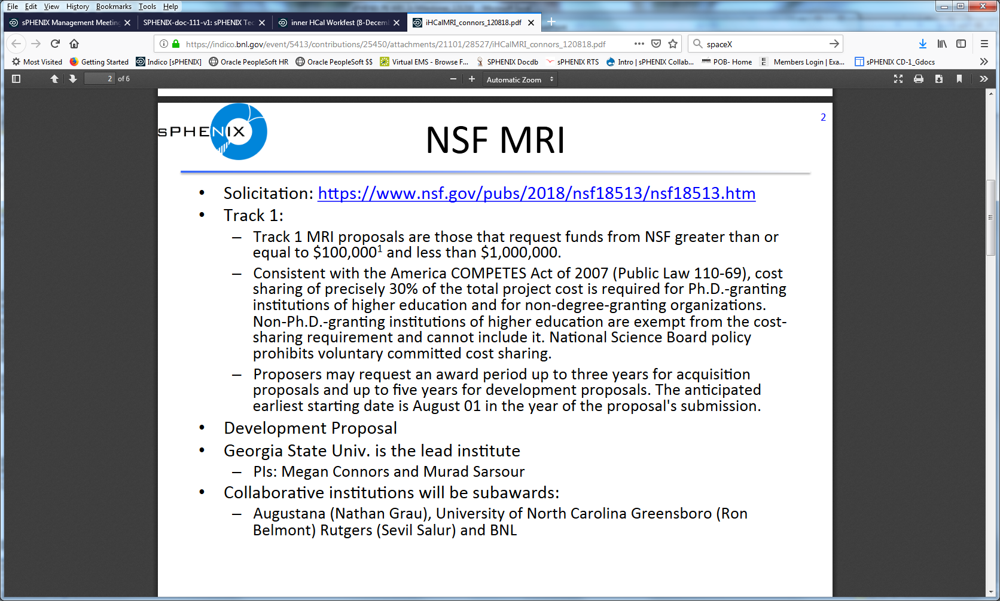 File Edit View History Bookmarks Tools Help
sPHENIX Management Meeting SPHENIX-doc-111-v1: sPHENIX Tec inner HCal Workfest (8-Decemb iHCalMRI_connors_120818.pdf
https://indico.bnl.gov/event/5413/contributions/25450/attachments/21101/28527/iHCalMRI_connors_120818.pdf spaceX
Most Visited Getting Started Indico [sPHENIX] Oracle PeopleSoft HR Oracle PeopleSoft $$ Virtual EMS - Browse F... SPHENIX Docdb sPHENIX RTS Intro | sPHENIX Collab... POB- Home Members Login | Exa... sPHENIX CD-1_Gdocs
2 of 6 Automatic Zoom
2
sPHENIX
NSF MRI
• Solicitation: https://www.nsf.gov/pubs/2018/nsf18513/nsf18513.htm
• Track 1:
– Track 1 MRI proposals are those that request funds from NSF greater than or
equal to $100,000¹ and less than $1,000,000.
– Consistent with the America COMPETES Act of 2007 (Public Law 110-69), cost
sharing of precisely 30% of the total project cost is required for Ph.D.-granting
institutions of higher education and for non-degree-granting organizations.
Non-Ph.D.-granting institutions of higher education are exempt from the cost-
sharing requirement and cannot include it. National Science Board policy
prohibits voluntary committed cost sharing.
– Proposers may request an award period up to three years for acquisition
proposals and up to five years for development proposals. The anticipated
earliest starting date is August 01 in the year of the proposal's submission.
• Development Proposal
• Georgia State Univ. is the lead institute
– PIs: Megan Connors and Murad Sarsour
• Collaborative institutions will be subawards:
– Augustana (Nathan Grau), University of North Carolina Greensboro (Ron
Belmont) Rutgers (Sevil Salur) and BNL